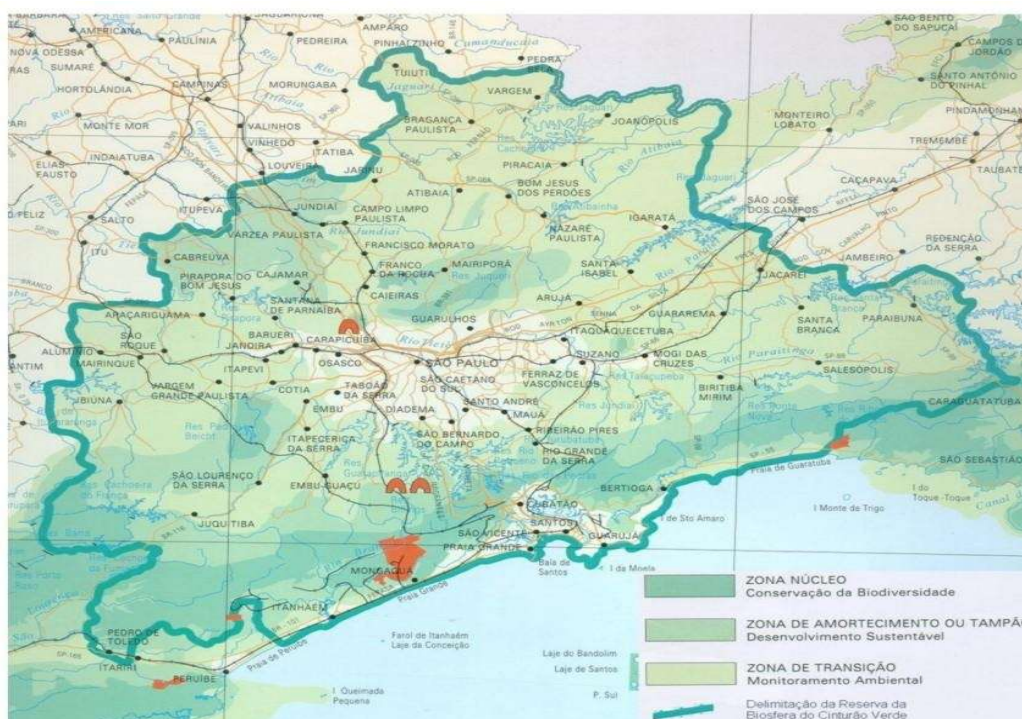 AMERICANA
PAULÍNIA
NOVA ODESSA
SUMARÉ
HORTOLÂNDIA
CAMPINAS
MONTE MOR
VALINHOS
VINHEDO
INDAIATUBA
ELIAS-
FAUSTO
LOUVEIRA
ITATIBA
ITUPEVA
SALTO
ITU
PEDREIRA
AMPARO
PINHALZINHO
MORUNGABA
Camanducaia
PEDRA
BELA
TUIUTI
Jaguari
VARGEM
BRAGANÇA
PAULISTA
JOANÓPOLIS
PIRACAIA
Rio Atibaia
JARINU
ATIBAIA
BOM JESUS
DOS PERDÕES
NAZARÉ
PAULISTA
IGARATÁ
SÃO BENTO
DO SAPUCAÍ
CAMPOS DO
JORDÃO
SANTO ANTÔNIO
DO PINHAL
MONTEIRO
LOBATO
TREMEMBÉ
CAÇAPAVA
SÃO JOSÉ
DOS CAMPOS
REDENÇÃO
DA SERRA
JAMBEIRO
JACAREÍ
JUNDIAÍ
CAMPO LIMPO
PAULISTA
VÁRZEA PAULISTA
Rio Jundiaí
CABREÚVA
FRANCISCO MORATO
PIRAPORA DO
BOM JESUS
CAJAMAR
FRANCO
DA ROCHA
MAIRIPORÃ
CAIEIRAS
SANTANA
DE PARNAÍBA
SANTA
ISABEL
ARUJÁ
GUARULHOS
GUARAREMA
SANTA
BRANCA
PARAIBUNA
ARAÇARIGUAMA
SÃO
ROQUE
ALUMÍNIO
MAIRINQUE
BARUERI
JANDIRA
CARAPICUÍBA
OSASCO
ITAPEVI
COTIA
Rio Tietê
SÃO PAULO
ITAQUAQUECETUBA
SUZANO
MOGI DAS
CRUZES
Rio Paraitinga
SALESÓPOLIS
BIRITIBA
MIRIM
FERRAZ DE
VASCONCELOS
SÃO CAETANO
DO SUL
TABOÃO
DA SERRA
VARGEM
GRANDE PAULISTA
IBIÚNA
EMBU
DIADEMA
SANTO ANDRÉ
MAUÁ
SÃO BERNARDO
DO CAMPO
RIBEIRÃO PIRES
RIO GRANDE
DA SERRA
ITAPECERICA
DA SERRA
SÃO LOURENÇO
DA SERRA
EMBU-GUAÇU
JUQUITIBA
CARAGUATATUBA
SÃO SEBASTIÃO
Praia de Guaratuba
BERTIOGA
CUBATÃO
SANTOS
SÃO VICENTE
PRAIA GRANDE
GUARUJÁ
I de Sto Amaro
I Monte da Trigo
I do
Toque-Toque
Baía de
Santos
I da Moela
MONGAGUÁ
Praia Grande
ITANHAÉM
PEDRO DE
TOLEDO
ITARIRI
PERUÍBE
Praia de Peruíbe
Farol de Itanhaém
Laje da Conceição
I Queimada
Pequena
Laje do Bandolim
Laje de Santos
P. Sul
ZONA NÚCLEO
Conservação da Biodiversidade
ZONA DE AMORTECIMENTO OU TAMPÃ
Desenvolvimento Sustentável
ZONA DE TRANSIÇÃO
Monitoramento Ambiental
Delimitação da Reserva da
Biosfera do Cinturão Verde